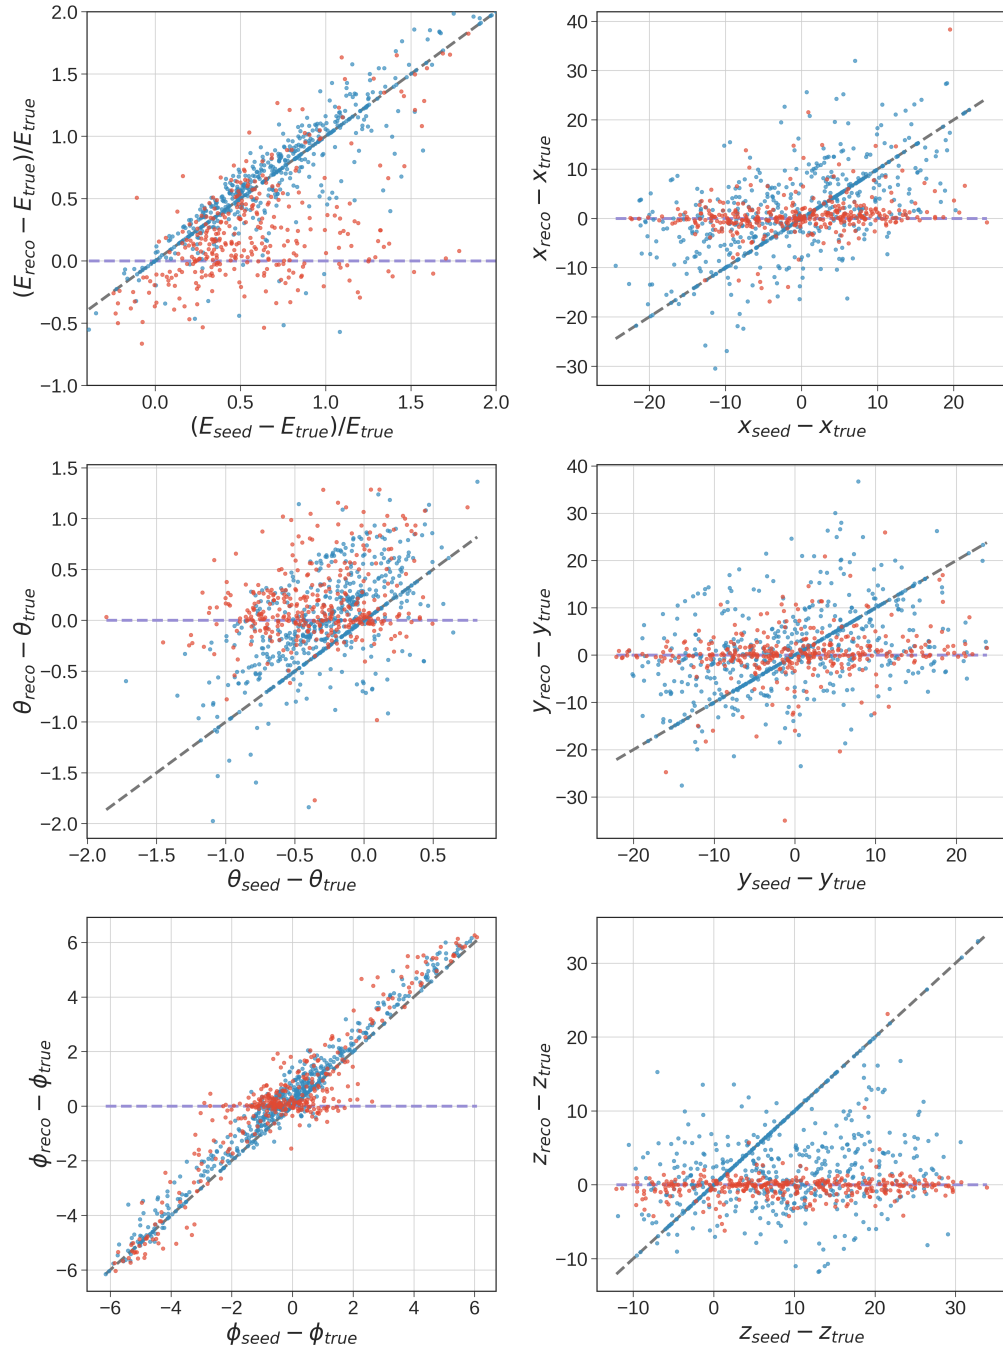 2.0
1.5
1.0
0.5
0.0
−0.5
−1.0
(E_reco − E_true)/E_true
0.0 0.5 1.0 1.5 2.0
(E_seed − E_true)/E_true
40
30
20
10
0
−10
−20
−30
x_reco − x_true
−20 −10 0 10 20
x_seed − x_true
1.5
1.0
0.5
0.0
−0.5
−1.0
−1.5
−2.0
θ_reco − θ_true
−2.0 −1.5 −1.0 −0.5 0.0 0.5
θ_seed − θ_true
40
30
20
10
0
−10
−20
−30
y_reco − y_true
−20 −10 0 10 20
y_seed − y_true
6
4
2
0
−2
−4
−6
ϕ_reco − ϕ_true
−6 −4 −2 0 2 4 6
ϕ_seed − ϕ_true
30
20
10
0
−10
z_reco − z_true
−10 0 10 20 30
z_seed − z_true